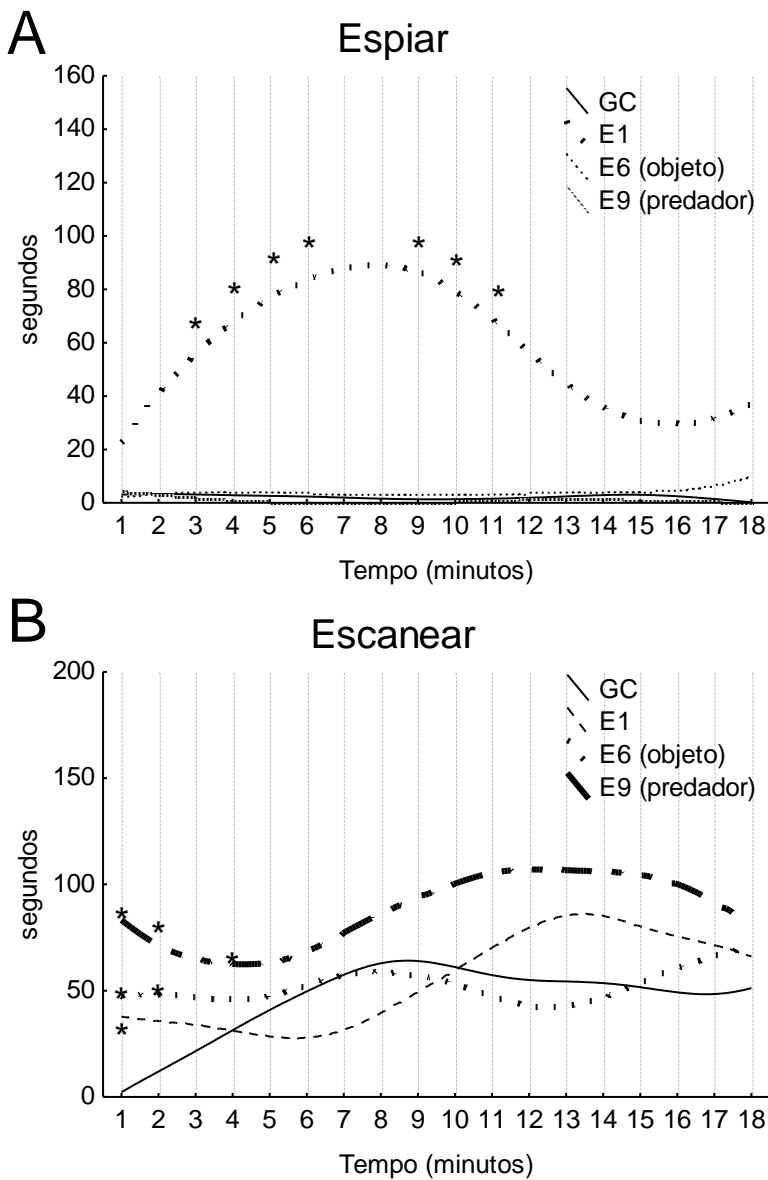 A
Espiar
160
140
120
100
80
60
40
20
0
segundos
GC
E1
E6 (objeto)
E9 (predador)
* * * * * * *
1 2 3 4 5 6 7 8 9 10 11 12 13 14 15 16 17 18
Tempo (minutos)
B
Escanear
200
150
100
50
0
segundos
GC
E1
E6 (objeto)
E9 (predador)
* * *
* *
*
1 2 3 4 5 6 7 8 9 10 11 12 13 14 15 16 17 18
Tempo (minutos)